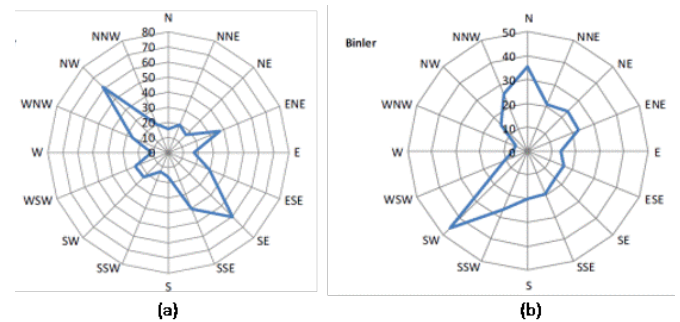 N
NNW
NNE
NW
NE
WNW
ENE
W
E
WSW
ESE
SW
SE
SSW
SSE
S
80
70
60
50
40
30
20
10
0
(a)
Binler
N
NNW
NNE
NW
NE
WNW
ENE
W
E
WSW
ESE
SW
SE
SSW
SSE
S
50
40
30
20
10
0
(b)